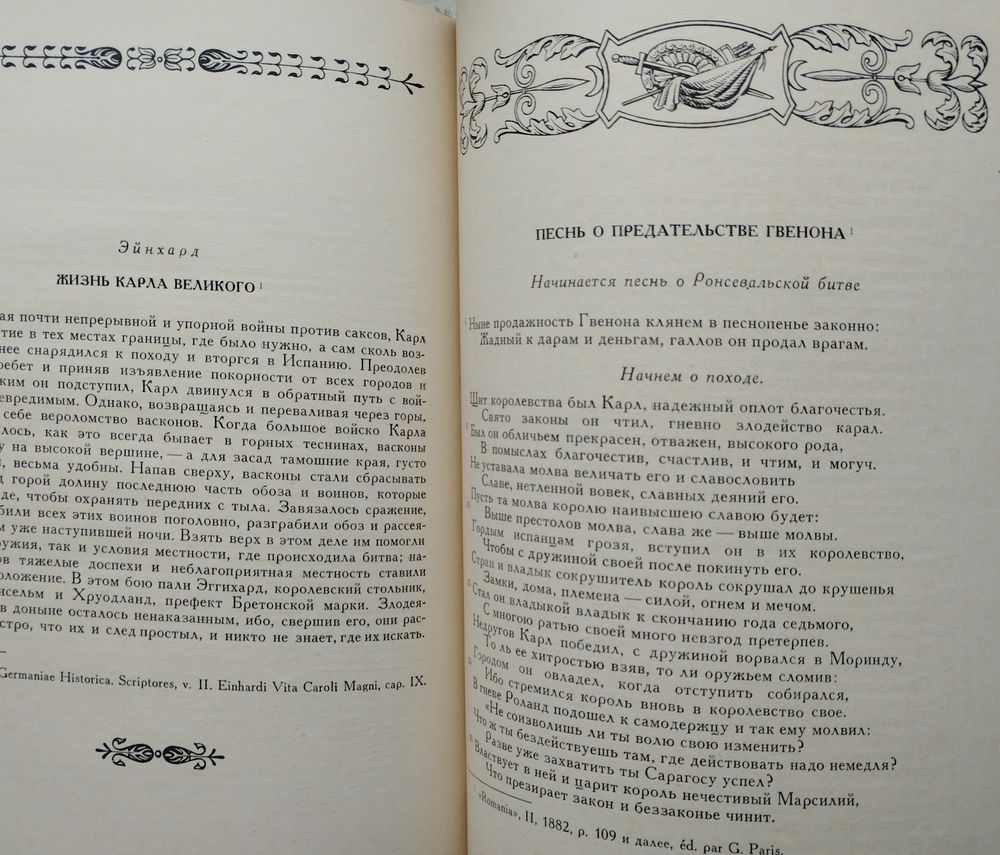 Эйнхард
ЖИЗНЬ КАРЛА ВЕЛИКОГО 1
ая почти непрерывной и упорной войны против саксов, Карл
тие в тех местах границы, где было нужно, а сам сколь воз-
нее снарядился к походу и вторгся в Испанию. Преодолев
ребет и приняв изъявление покорности от всех городов и
ким он подступил, Карл двинулся в обратный путь с вой-
евредимым. Однако, возвращаясь и переваливая через горы,
себе вероломство васконов. Когда большое войско Карла
лось, как это всегда бывает в горных теснинах, васконы
у на высокой вершине, — а для засад тамошние края, густо
, весьма удобны. Напав сверху, васконы стали сбрасывать
д горой долину последнюю часть обоза и воинов, которые
де, чтобы охранять передних с тыла. Завязалось сражение,
били всех этих воинов поголовно, разграбили обоз и рассея-
м уже наступившей ночи. Взять верх в этом деле им помогли
ружия, так и условия местности, где происходила битва; на-
ов тяжелые доспехи и неблагоприятная местность ставили
оложение. В этом бою пали Эггихард, королевский стольник,
нсельм и Хруодланд, префект Бретонской марки. Злодея-
в доныне осталось ненаказанным, ибо, свершив его, они рас-
стро, что их и след простыл, и никто не знает, где их искать.
Germaniae Historica. Scriptores, v. II. Einhardi Vita Caroli Magni, cap. IX.
ПЕСНЬ О ПРЕДАТЕЛЬСТВЕ ГВЕНОНА 1
Начинается песнь о Ронсевальской битве
1 Ныне продажность Гвенона клянем в песнопенье законно:
Жадный к дарам и деньгам, галлов он продал врагам.
Начнем о походе.
Щит королевства был Карл, надежный оплот благочестья.
Свято законы он чтил, гневно злодейство карал.
5 Был он обличьем прекрасен, отважен, высокого рода,
В помыслах благочестив, счастлив, и чтим, и могуч.
Не уставала молва величать его и славословить
Славе, нетленной вовек, славных деяний его.
Пусть та молва королю наивысшею славою будет:
10 Выше престолов молва, слава же — выше молвы.
Гордым испанцам грозя, вступил он в их королевство,
Чтобы с дружиной своей после покинуть его.
Стран и владык сокрушитель король сокрушал до крушенья
Замки, дома, племена — силой, огнем и мечом.
15 Стал он владыкой владык к скончанию года седьмого,
С многою ратью своей много невзгод претерпев.
Недругов Карл победил, с дружиной ворвался в Моринду,
То ль ее хитростью взяв, то ли оружьем сломив:
Городом он овладел, когда отступить собирался,
20 Ибо стремился король вновь в королевство свое.
В гневе Роланд подошел к самодержцу и так ему молвил:
«Не соизволишь ли ты волю свою изменить?
Что ж ты бездействуешь там, где действовать надо немедля?
Разве уже захватить ты Сарагосу успел?
25 Властвует в ней и царит король нечестивый Марсилий,
Что презирает закон и беззаконье чинит.
1 «Romania», II, 1882, p. 109 и далее, éd. par G. Paris.